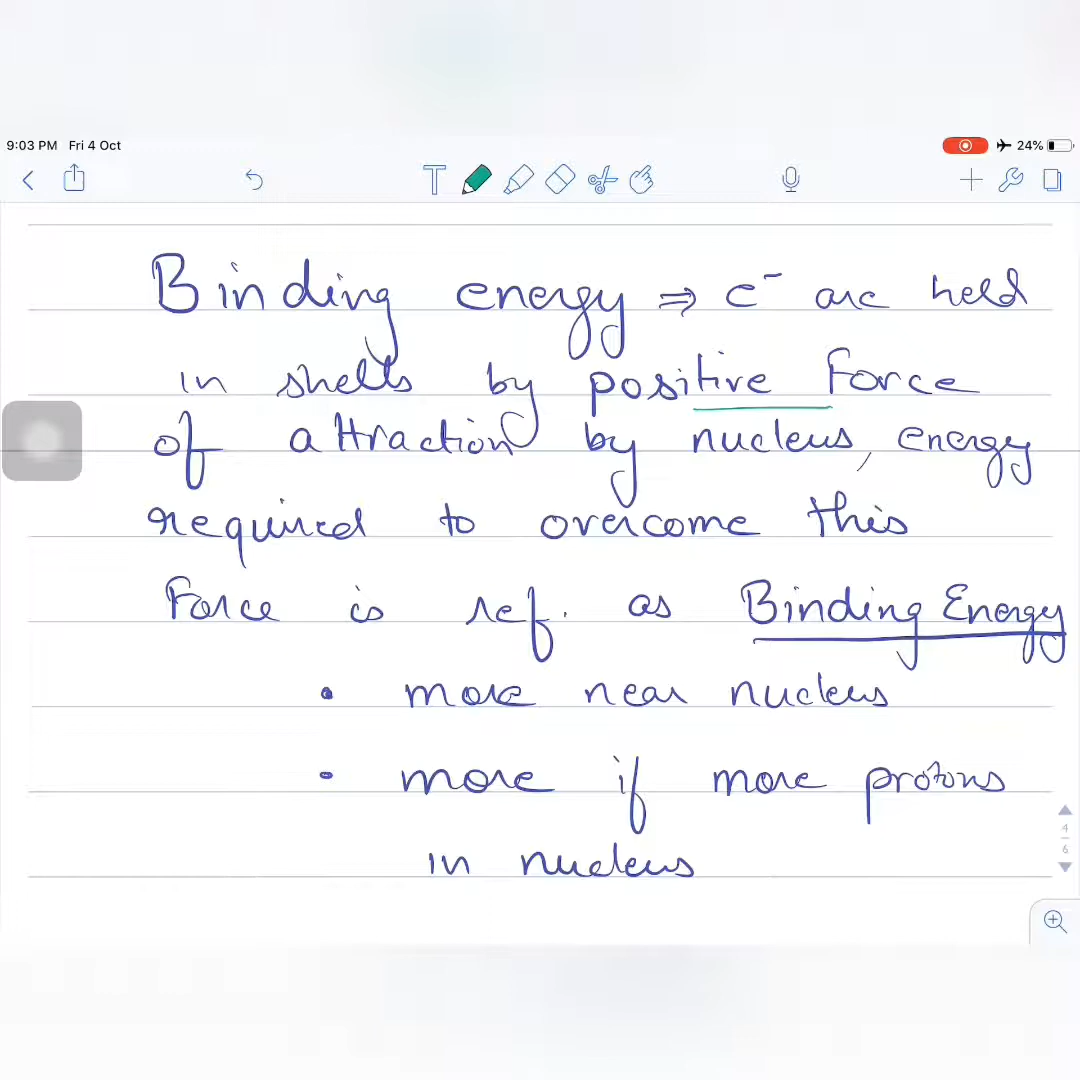 9:03 PM Fri 4 Oct
24%
T
Binding energy ⇒ e⁻ are held
in shells by positive Force
of attraction by nucleus, energy
required to overcome this
Force is ref. as Binding Energy
• more near nucleus
• more if more protons
in nucleus
4
6